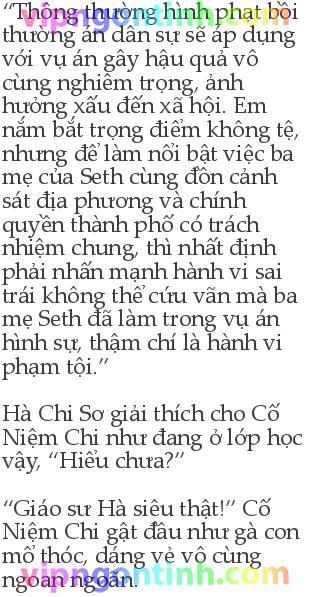 “Thông thường hình phạt bồi
thường án dân sự sẽ áp dụng
với vụ án gây hậu quả vô
cùng nghiêm trọng, ảnh
hưởng xấu đến xã hội. Em
nắm bắt trọng điểm không tệ,
nhưng để làm nổi bật việc ba
mẹ của Seth cùng đồn cảnh
sát địa phương và chính
quyền thành phố có trách
nhiệm chung, thì nhất định
phải nhấn mạnh hành vi sai
trái không thể cứu vãn mà ba
mẹ Seth đã làm trong vụ án
hình sự, thậm chí là hành vi
phạm tội.”
Hà Chi Sơ giải thích cho Cố
Niệm Chi như đang ở lớp học
vậy, “Hiểu chưa?”
“Giáo sư Hà siêu thật!” Cố
Niệm Chi gật đầu như gà con
mổ thóc, dáng vẻ vô cùng
ngoan ngoãn.
vipngontinh.com
vipngontinh.com